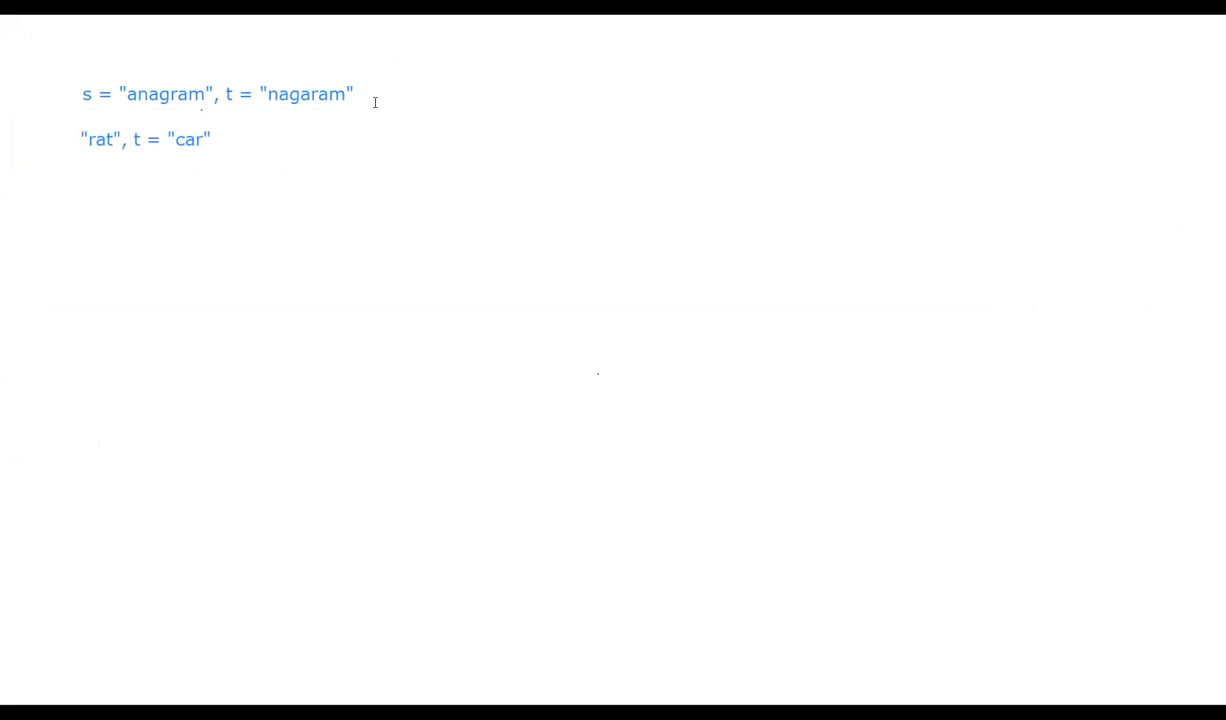 s = "anagram", t = "nagaram"
"rat", t = "car"